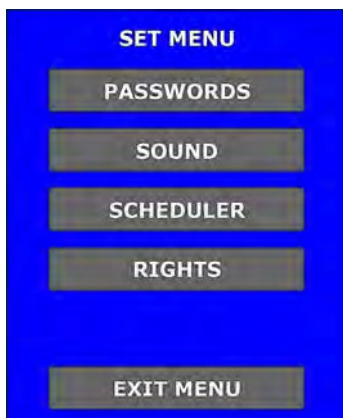 SET MENU
PASSWORDS
SOUND
SCHEDULER
RIGHTS
EXIT MENU